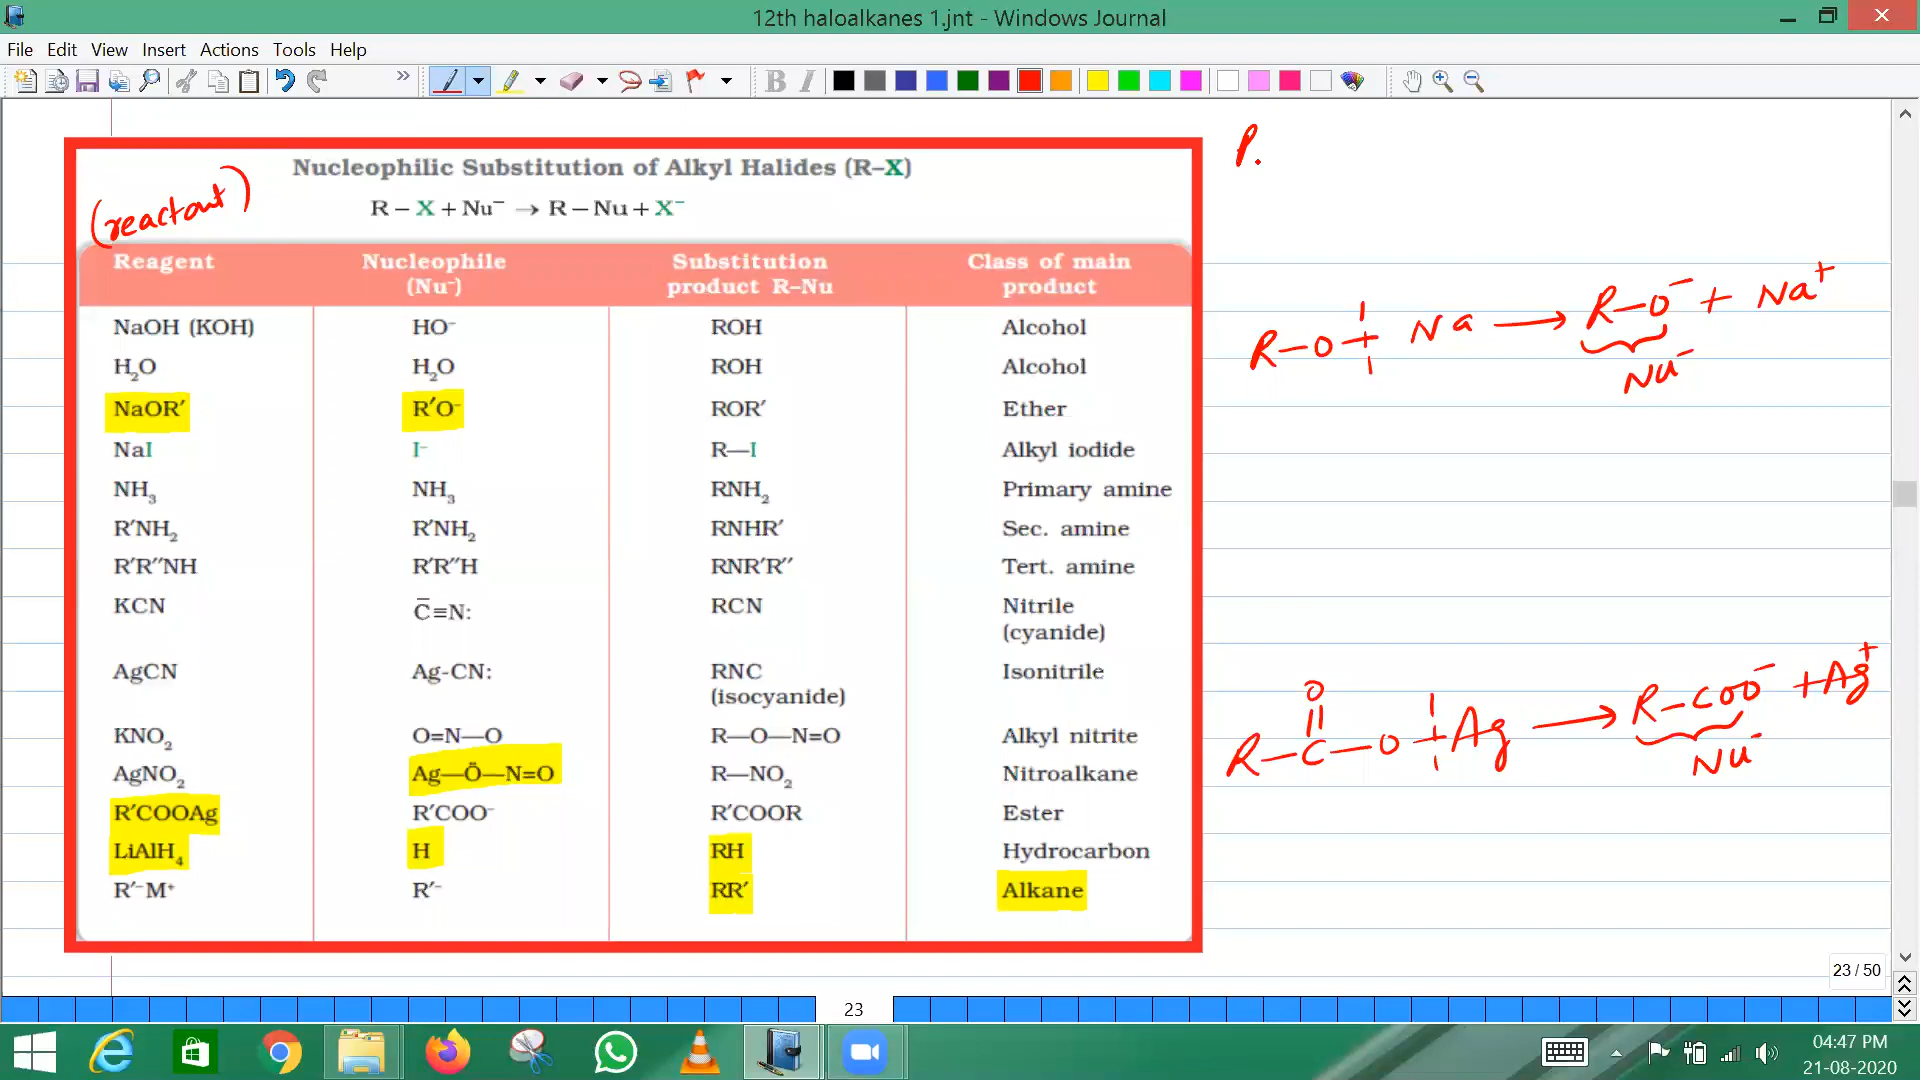 12th haloalkanes 1.jnt - Windows Journal
File Edit View Insert Actions Tools Help
B I
P.
(reactant)
Nucleophilic Substitution of Alkyl Halides (R–X)
R – X + Nu⁻ → R – Nu + X⁻
Reagent Nucleophile (Nu⁻) Substitution product R–Nu Class of main product
NaOH (KOH) HO⁻ ROH Alcohol
H₂O H₂O ROH Alcohol
NaOR′ R′O⁻ ROR′ Ether
NaI I⁻ R—I Alkyl iodide
NH₃ NH₃ RNH₂ Primary amine
R′NH₂ R′NH₂ RNHR′ Sec. amine
R′R′′NH R′R′′H RNR′R′′ Tert. amine
KCN C̄≡N: RCN Nitrile (cyanide)
AgCN Ag-CN: RNC (isocyanide) Isonitrile
KNO₂ O=N—O R—O—N=O Alkyl nitrite
AgNO₂ Ag—Ö—N=O R—NO₂ Nitroalkane
R′COOAg R′COO⁻ R′COOR Ester
LiAlH₄ H RH Hydrocarbon
R′⁻M⁺ R′⁻ RR′ Alkane
R–O Na → R–O⁻ + Na⁺
Nu⁻
O
R–C–O Ag → R–COO⁻ + Ag⁺
Nu⁻
23 / 50
23
04:47 PM
21-08-2020